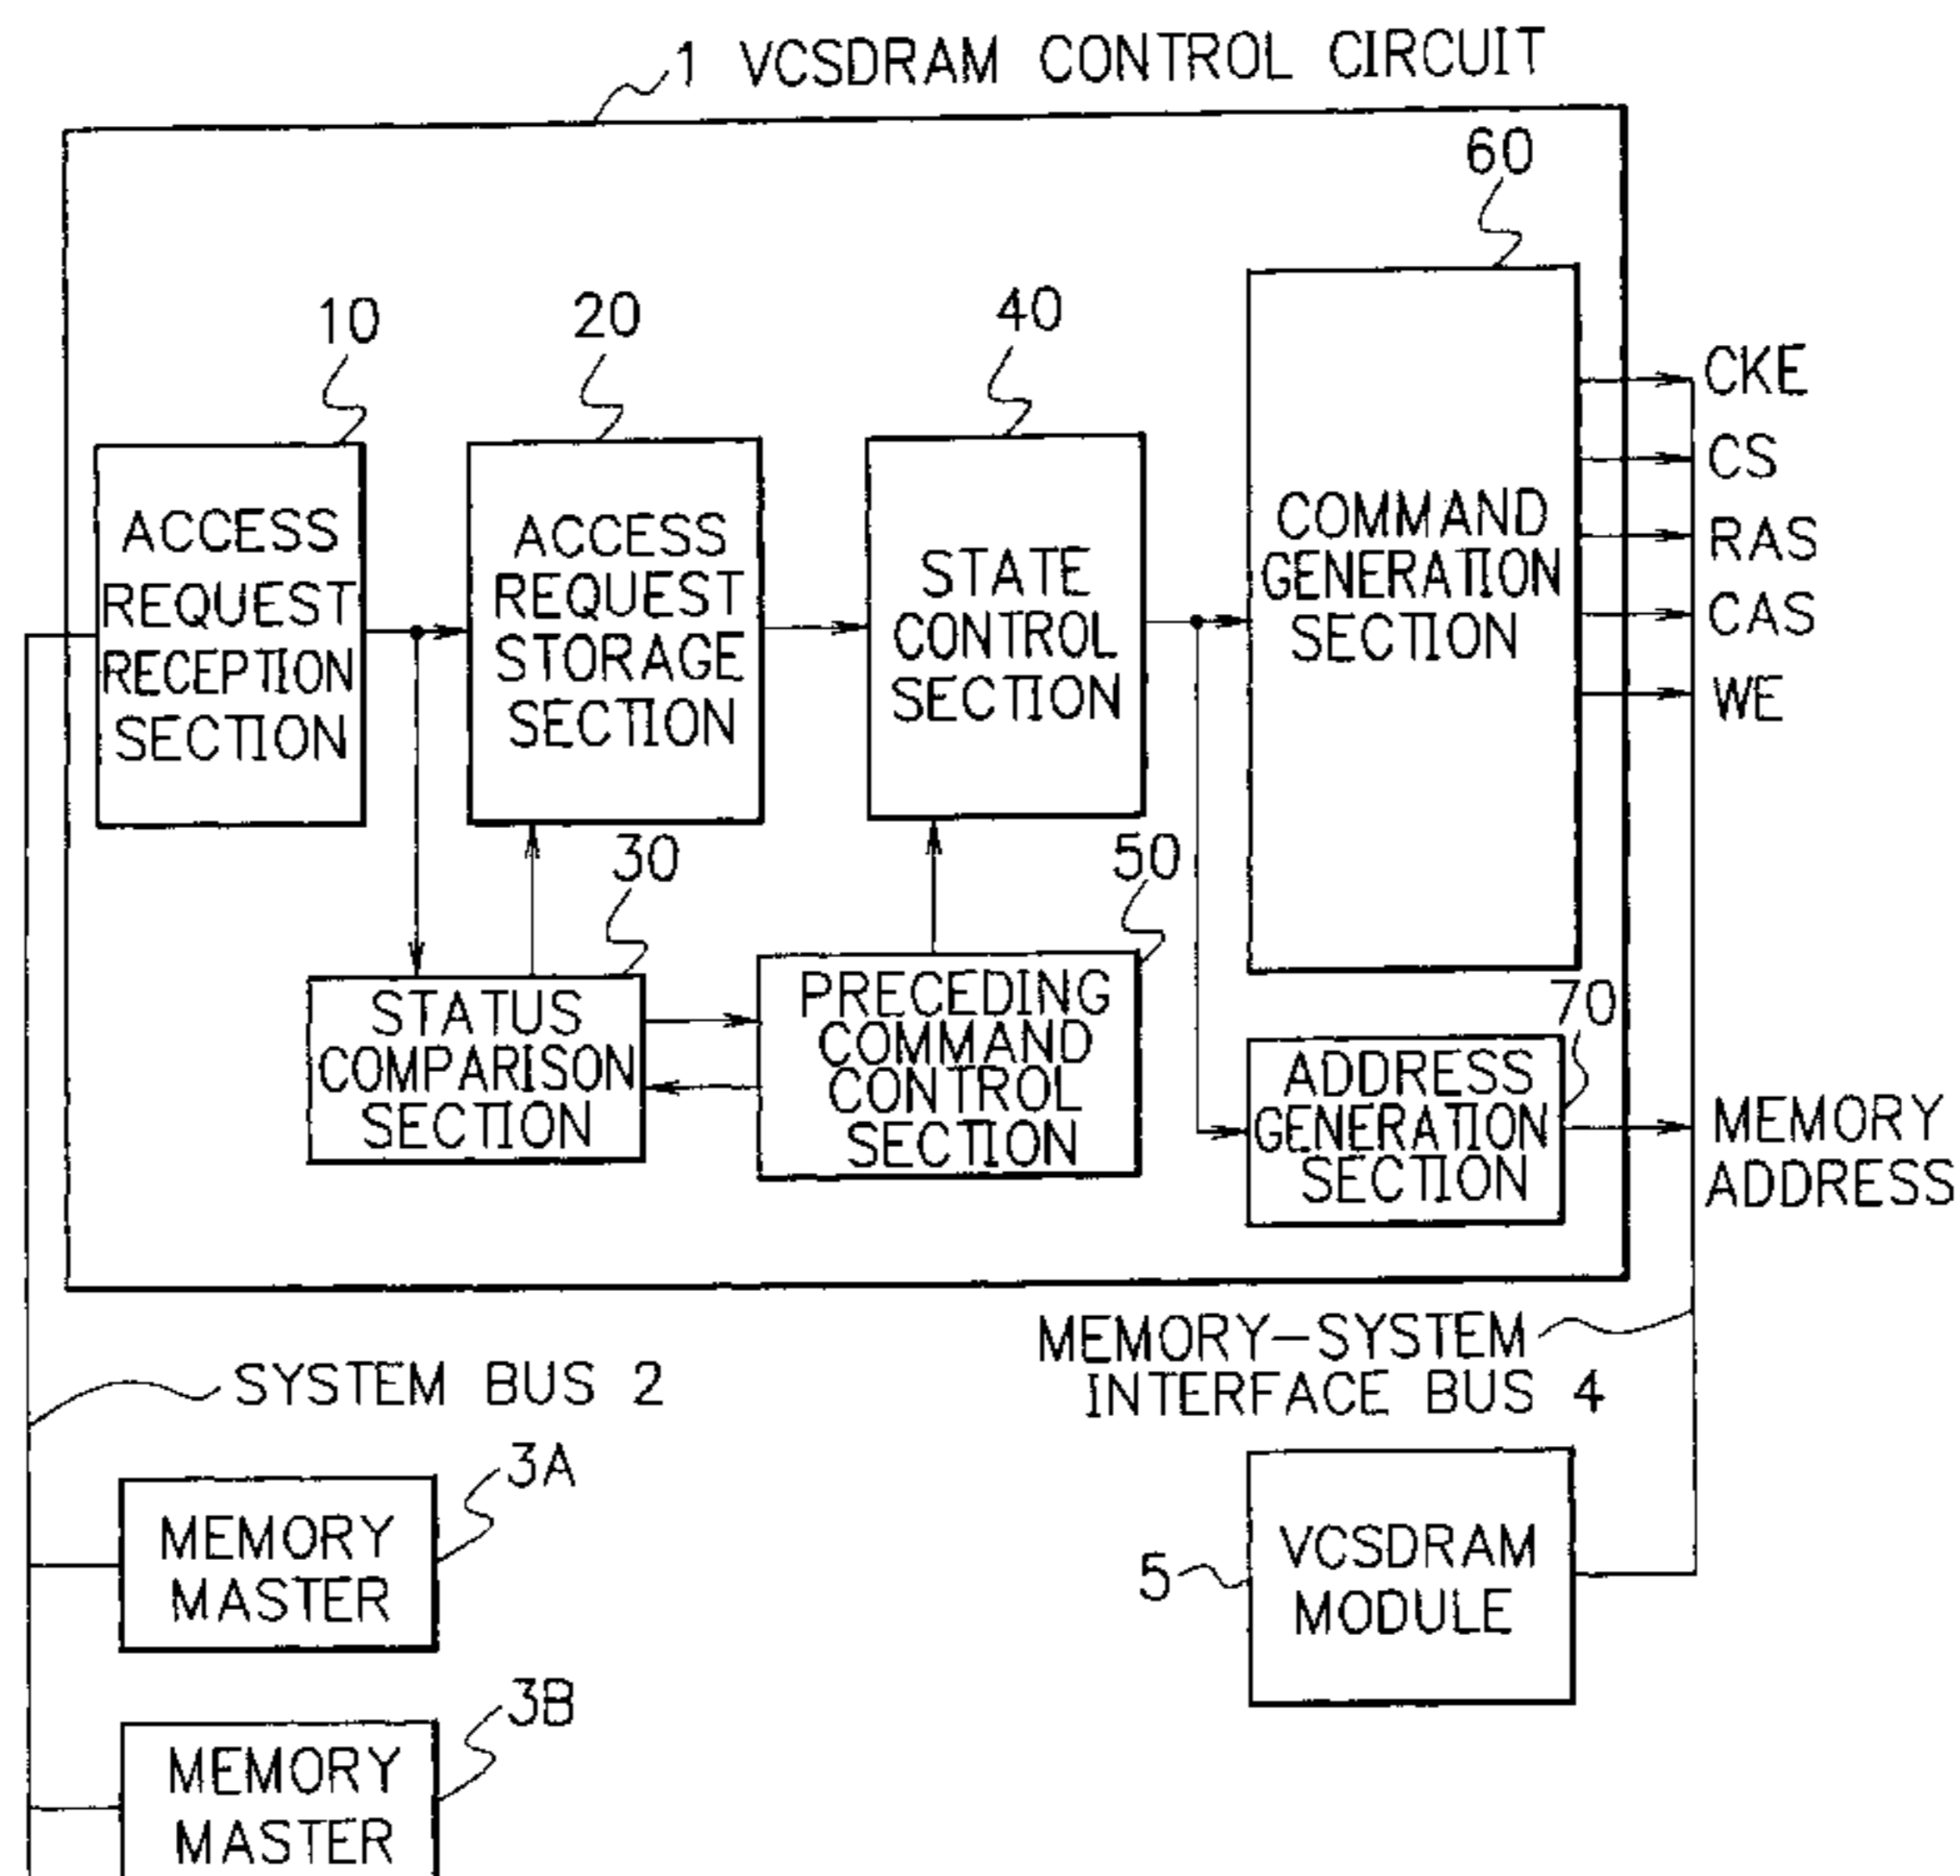 1 VCSDRAM CONTROL CIRCUIT
60
10
20
40
ACCESS
REQUEST
RECEPTION
SECTION
ACCESS
REQUEST
STORAGE
SECTION
STATE
CONTROL
SECTION
COMMAND
GENERATION
SECTION
CKE
CS
RAS
CAS
WE
30
50
STATUS
COMPARISON
SECTION
PRECEDING
COMMAND
CONTROL
SECTION
70
ADDRESS
GENERATION
SECTION
MEMORY
ADDRESS
MEMORY-SYSTEM
INTERFACE BUS 4
SYSTEM BUS 2
3A
MEMORY
MASTER
5
VCSDRAM
MODULE
3B
MEMORY
MASTER